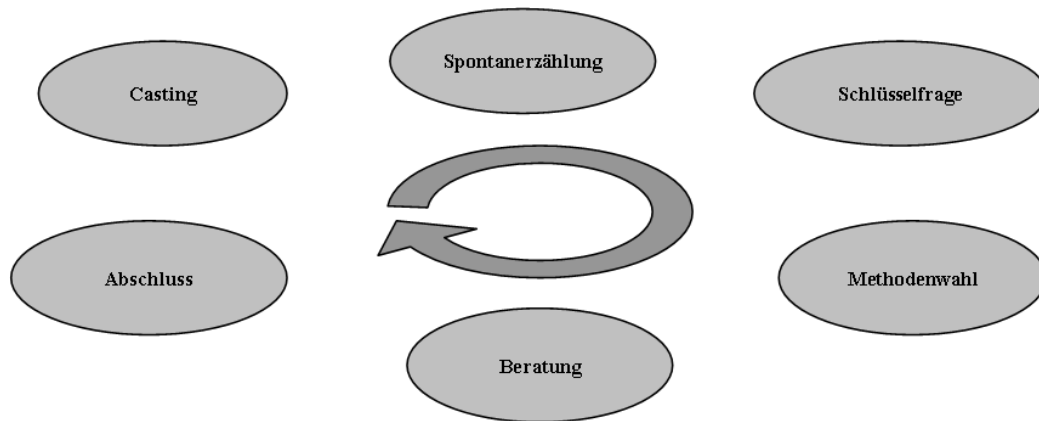 Casting
Spontanerzählung
Schlüsselfrage
Abschluss
Methodenwahl
Beratung